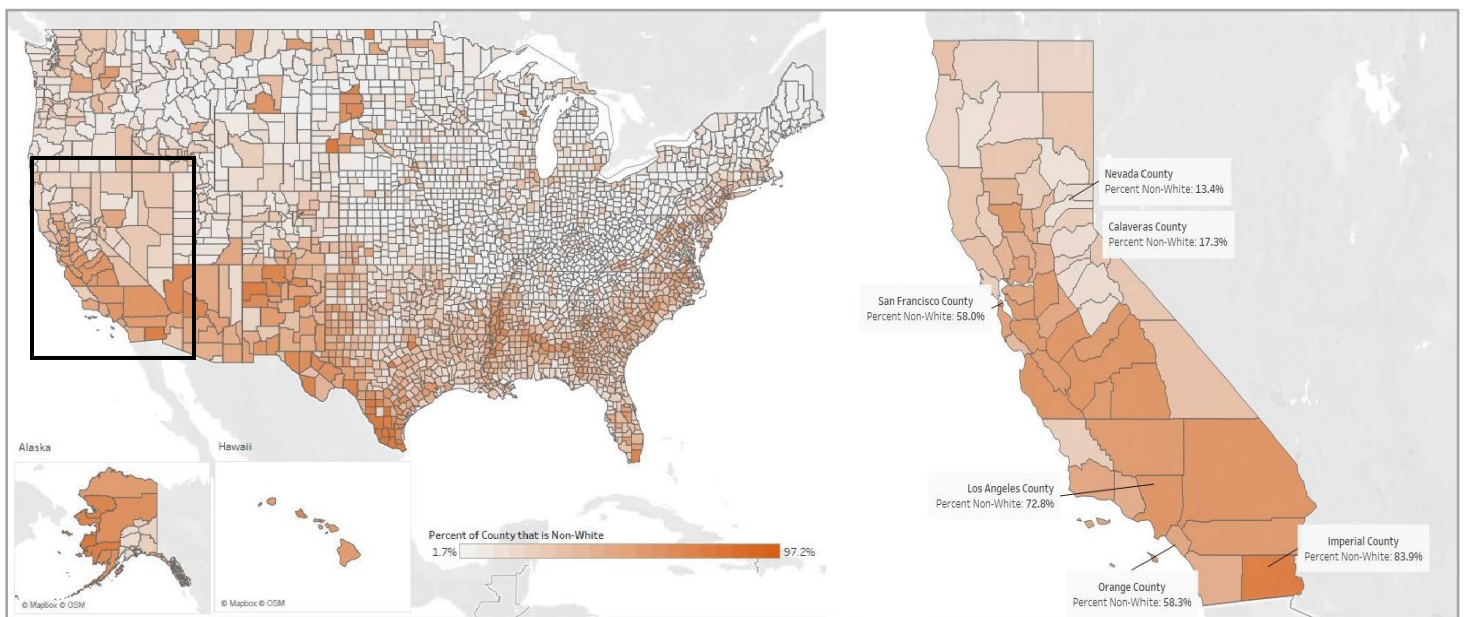 Alaska
Hawaii
© Mapbox © OSM
© Mapbox © OSM
Percent of County that is Non-White
1.7%
97.2%
Nevada County
Percent Non-White: 13.4%
Calaveras County
Percent Non-White: 17.3%
San Francisco County
Percent Non-White: 58.0%
Los Angeles County
Percent Non-White: 72.8%
Imperial County
Percent Non-White: 83.9%
Orange County
Percent Non-White: 58.3%